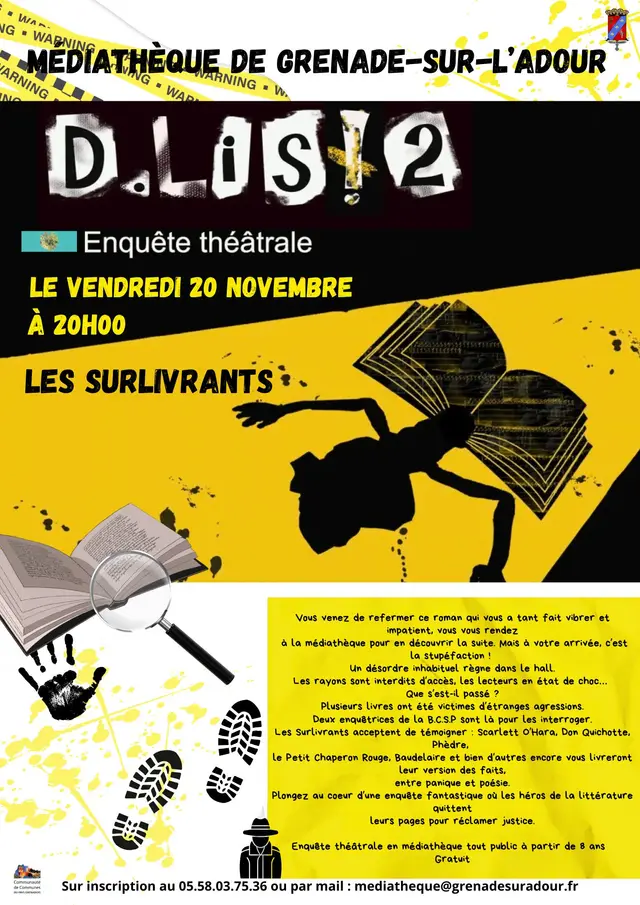 WARNING • WARNING • WARNING • WARNING
MÉDIATHÈQUE DE GRENADE-SUR-L'ADOUR
D.LiS!2
Enquête théâtrale
LE VENDREDI 20 NOVEMBRE
À 20H00
LES SURLIVRANTS
Vous venez de refermer ce roman qui vous a tant fait vibrer et
impatient, vous vous rendez
à la médiathèque pour en découvrir la suite. Mais à votre arrivée, c'est
la stupéfaction !
Un désordre inhabituel règne dans le hall.
Les rayons sont interdits d'accès, les lecteurs en état de choc...
Que s'est-il passé ?
Plusieurs livres ont été victimes d'étranges agressions.
Deux enquêtrices de la B.C.S.P sont là pour les interroger.
Les Surlivrants acceptent de témoigner : Scarlett O'Hara, Don Quichotte,
Phèdre,
le Petit Chaperon Rouge, Baudelaire et bien d'autres encore vous livreront
leur version des faits,
entre panique et poésie.
Plongez au coeur d'une enquête fantastique où les héros de la littérature
quittent
leurs pages pour réclamer justice.
Enquête théâtrale en médiathèque tout public à partir de 8 ans
Gratuit
Communauté
de Communes
Sur inscription au 05.58.03.75.36 ou par mail : mediatheque@grenadesuradour.fr